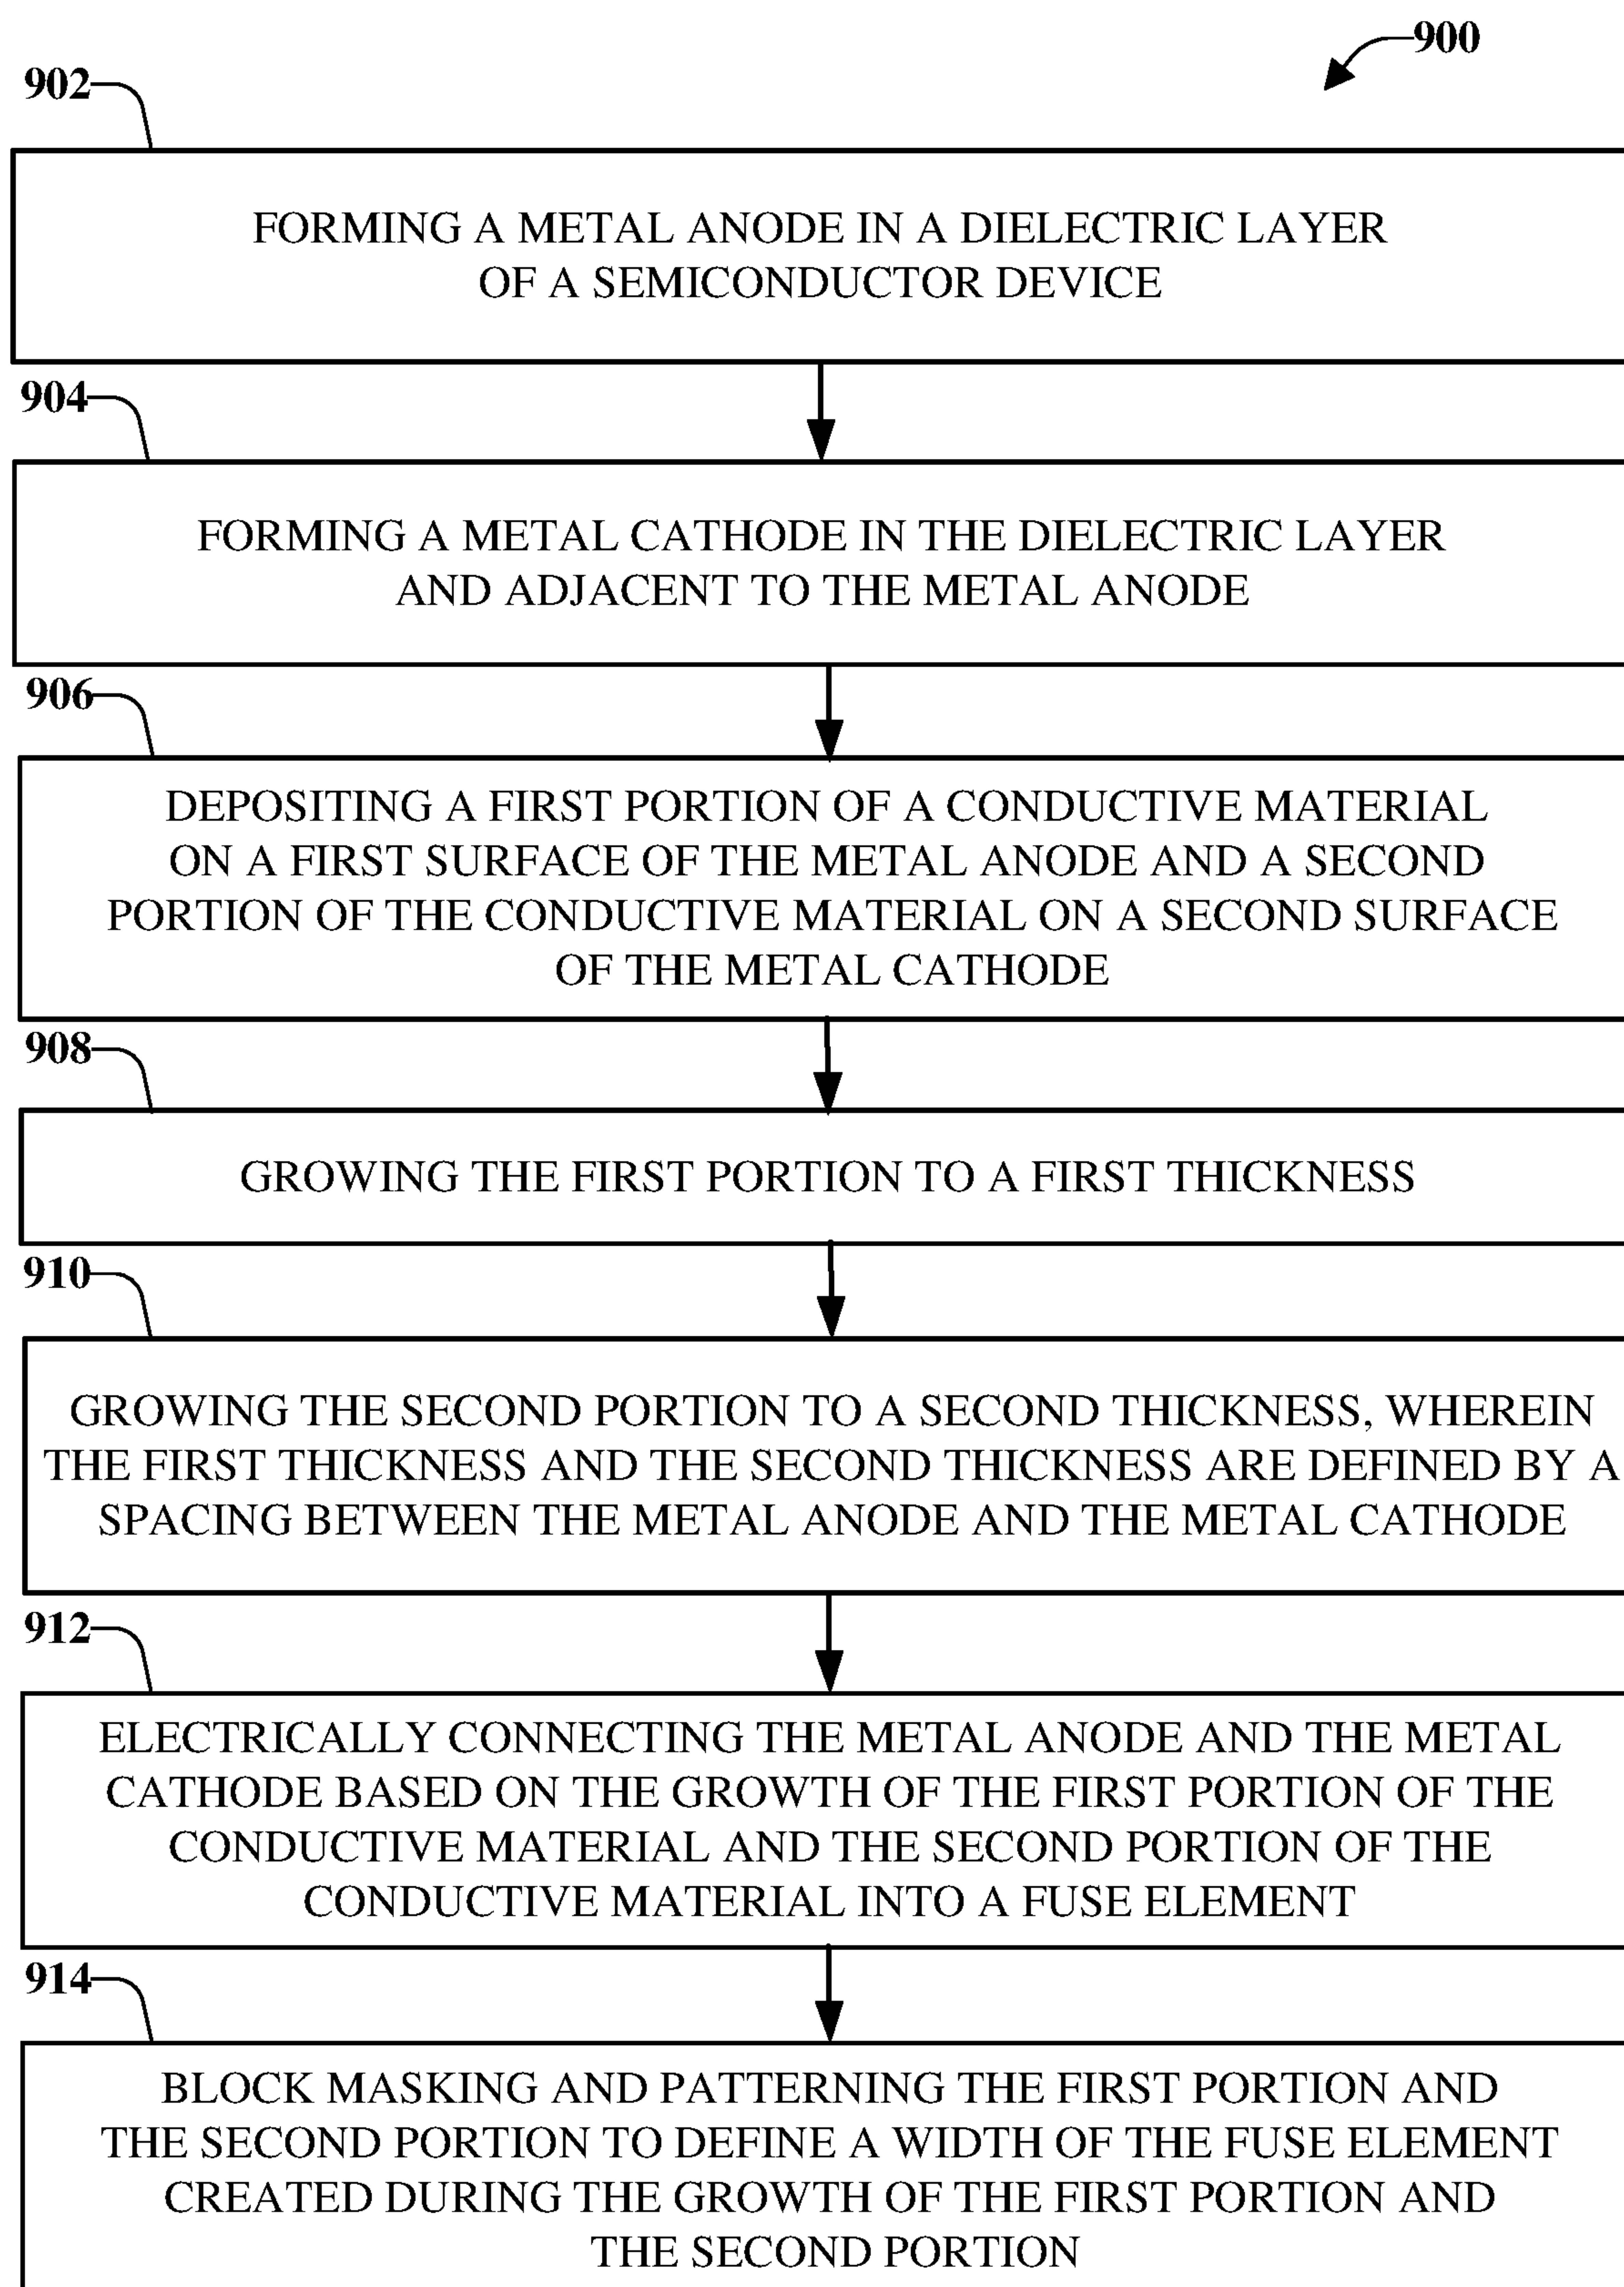 900
902
FORMING A METAL ANODE IN A DIELECTRIC LAYER
OF A SEMICONDUCTOR DEVICE
904
FORMING A METAL CATHODE IN THE DIELECTRIC LAYER
AND ADJACENT TO THE METAL ANODE
906
DEPOSITING A FIRST PORTION OF A CONDUCTIVE MATERIAL
ON A FIRST SURFACE OF THE METAL ANODE AND A SECOND
PORTION OF THE CONDUCTIVE MATERIAL ON A SECOND SURFACE
OF THE METAL CATHODE
908
GROWING THE FIRST PORTION TO A FIRST THICKNESS
910
GROWING THE SECOND PORTION TO A SECOND THICKNESS, WHEREIN
THE FIRST THICKNESS AND THE SECOND THICKNESS ARE DEFINED BY A
SPACING BETWEEN THE METAL ANODE AND THE METAL CATHODE
912
ELECTRICALLY CONNECTING THE METAL ANODE AND THE METAL
CATHODE BASED ON THE GROWTH OF THE FIRST PORTION OF THE
CONDUCTIVE MATERIAL AND THE SECOND PORTION OF THE
CONDUCTIVE MATERIAL INTO A FUSE ELEMENT
914
BLOCK MASKING AND PATTERNING THE FIRST PORTION AND
THE SECOND PORTION TO DEFINE A WIDTH OF THE FUSE ELEMENT
CREATED DURING THE GROWTH OF THE FIRST PORTION AND
THE SECOND PORTION